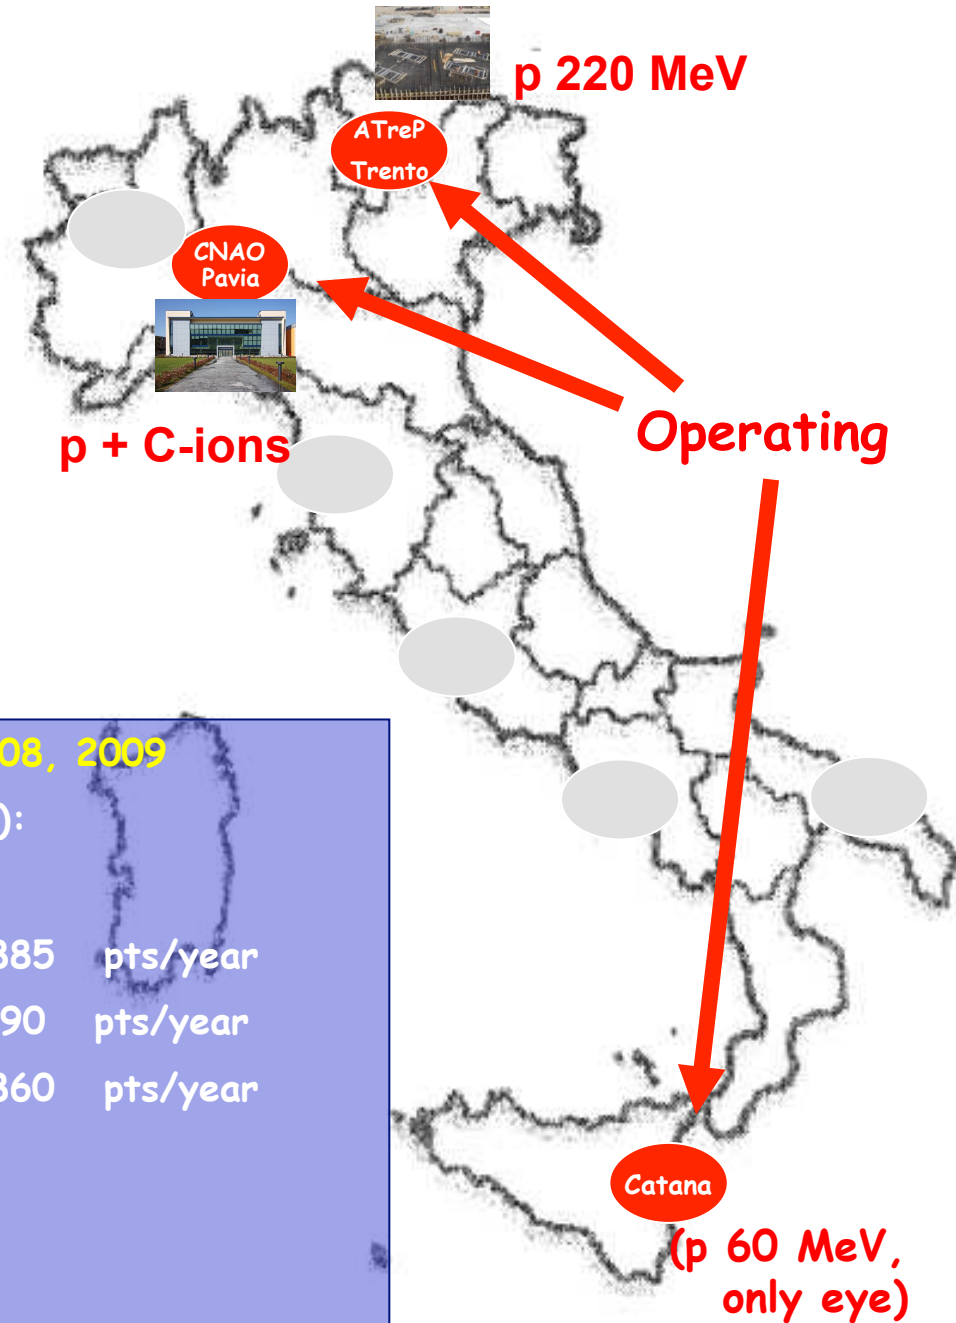 p 220 MeV
ATreP
Trento
CNAO
Pavia
p + C-ions
Operating
08, 2009
):
385 pts/year
90 pts/year
360 pts/year
Catana
(p 60 MeV,
only eye)